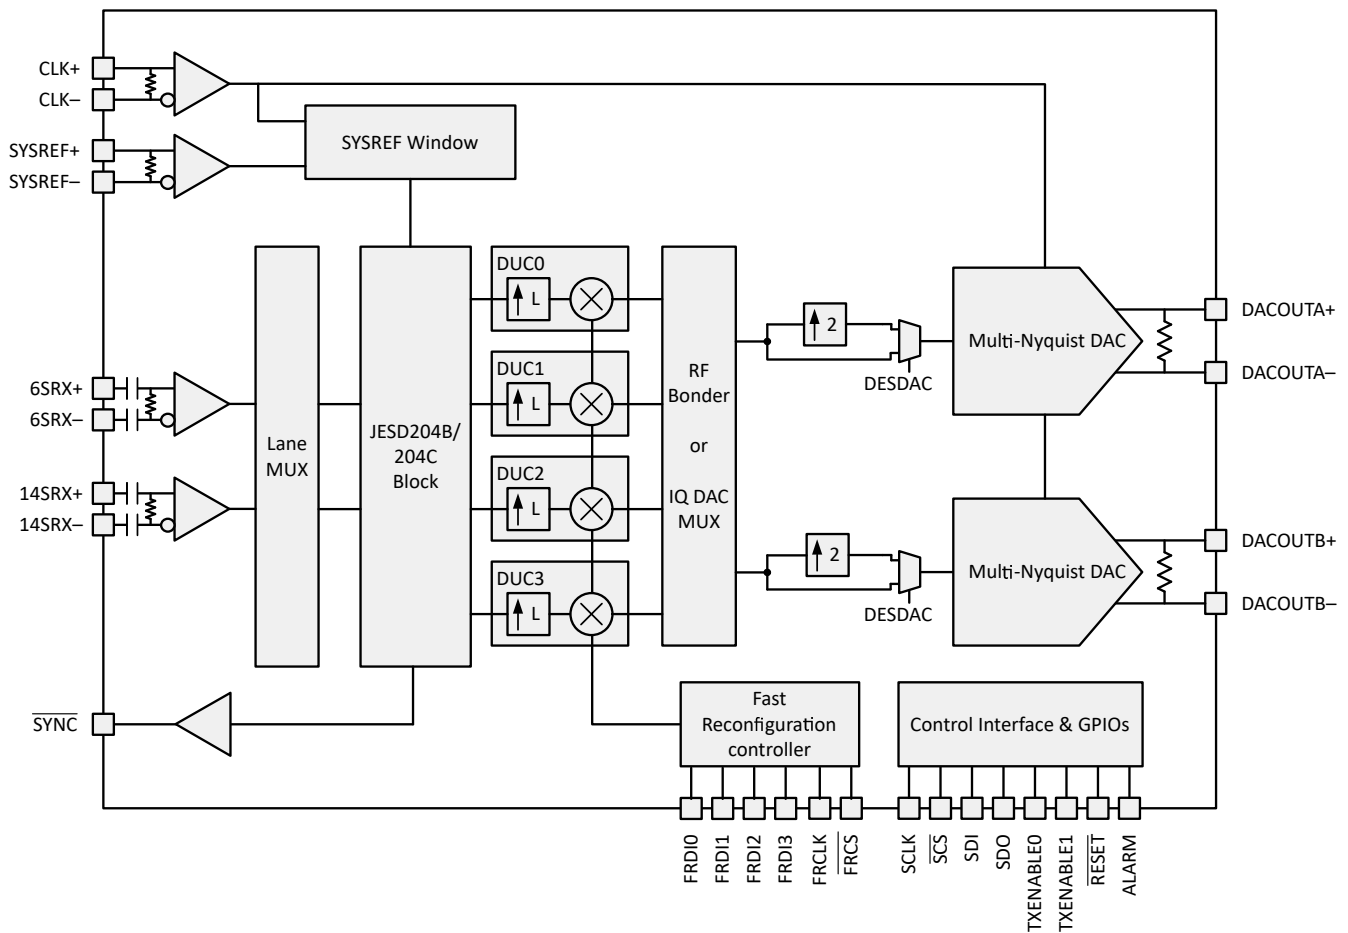 CLK+
CLK–
SYSREF+
SYSREF–
SYSREF Window
6SRX+
6SRX–
14SRX+
14SRX–
Lane
MUX
JESD204B/
204C
Block
DUC0
L
DUC1
L
DUC2
L
DUC3
L
RF
Bonder
or
IQ DAC
MUX
2
DESDAC
Multi-Nyquist DAC
DACOUTA+
DACOUTA–
2
DESDAC
Multi-Nyquist DAC
DACOUTB+
DACOUTB–
SYNC
Fast
Reconfiguration
controller
Control Interface & GPIOs
FRDI0
FRDI1
FRDI2
FRDI3
FRCLK
FRCS
SCLK
SCS
SDI
SDO
TXENABLE0
TXENABLE1
RESET
ALARM